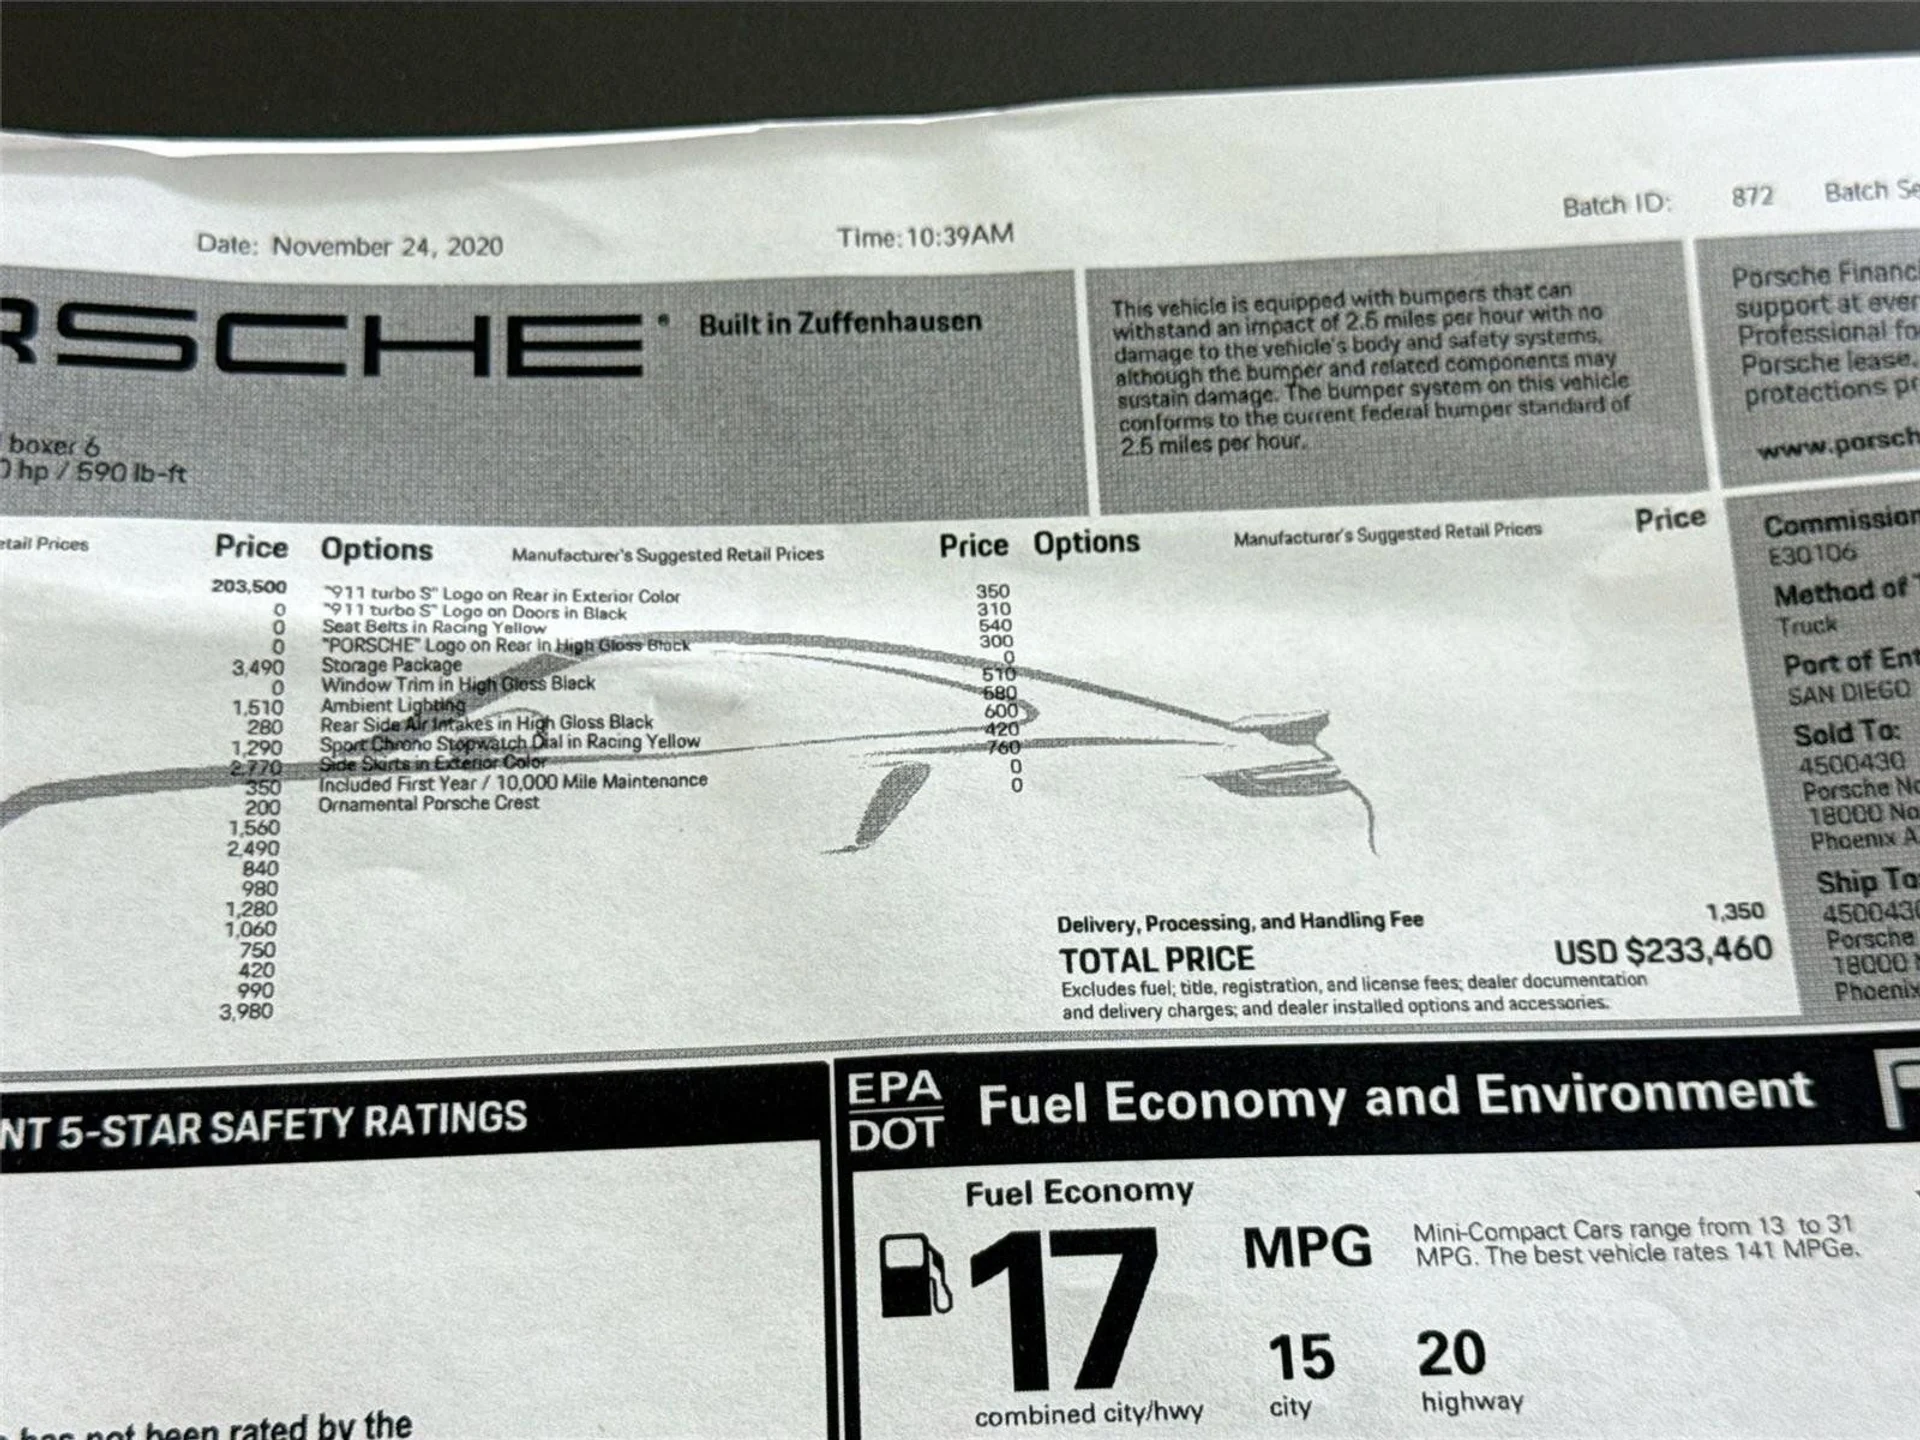 Date: November 24, 2020
Time:10:39AM
Batch ID: 872 Batch Se
RSCHE® Built in Zuffenhausen
boxer 6
0 hp / 590 lb-ft
This vehicle is equipped with bumpers that can
withstand an impact of 2.5 miles per hour with no
damage to the vehicle's body and safety systems,
although the bumper and related components may
sustain damage. The bumper system on this vehicle
conforms to the current federal bumper standard of
2.5 miles per hour.
Porsche Financi
support at ever
Professional fo
Porsche lease,
protections pr
www.porsch
etail Prices Price
203,500
0
0
0
3,490
0
1,510
280
1,290
2,770
350
200
1,560
2,490
840
980
1,280
1,060
750
420
990
3,980
Options Manufacturer's Suggested Retail Prices Price
"911 turbo S" Logo on Rear in Exterior Color 350
"911 turbo S" Logo on Doors in Black 310
Seat Belts in Racing Yellow 540
"PORSCHE" Logo on Rear in High Gloss Black 300
Storage Package 0
Window Trim in High Gloss Black 510
Ambient Lighting 680
Rear Side Air Intakes in High Gloss Black 600
Sport Chrono Stopwatch Dial in Racing Yellow 420
Side Skirts in Exterior Color 760
Included First Year / 10,000 Mile Maintenance 0
Ornamental Porsche Crest 0
Options Manufacturer's Suggested Retail Prices Price
Delivery, Processing, and Handling Fee 1,350
TOTAL PRICE USD $233,460
Excludes fuel; title, registration, and license fees; dealer documentation
and delivery charges; and dealer installed options and accessories.
Commission
E30106
Method of T
Truck
Port of Ent
SAN DIEGO
Sold To:
4500430
Porsche No
18000 No
Phoenix A
Ship To
4500430
Porsche
18000 N
Phoenix
NT 5-STAR SAFETY RATINGS
has not been rated by the
EPA
DOT
Fuel Economy and Environment
Fuel Economy
17 MPG
combined city/hwy
15
city
20
highway
Mini-Compact Cars range from 13 to 31
MPG. The best vehicle rates 141 MPGe.